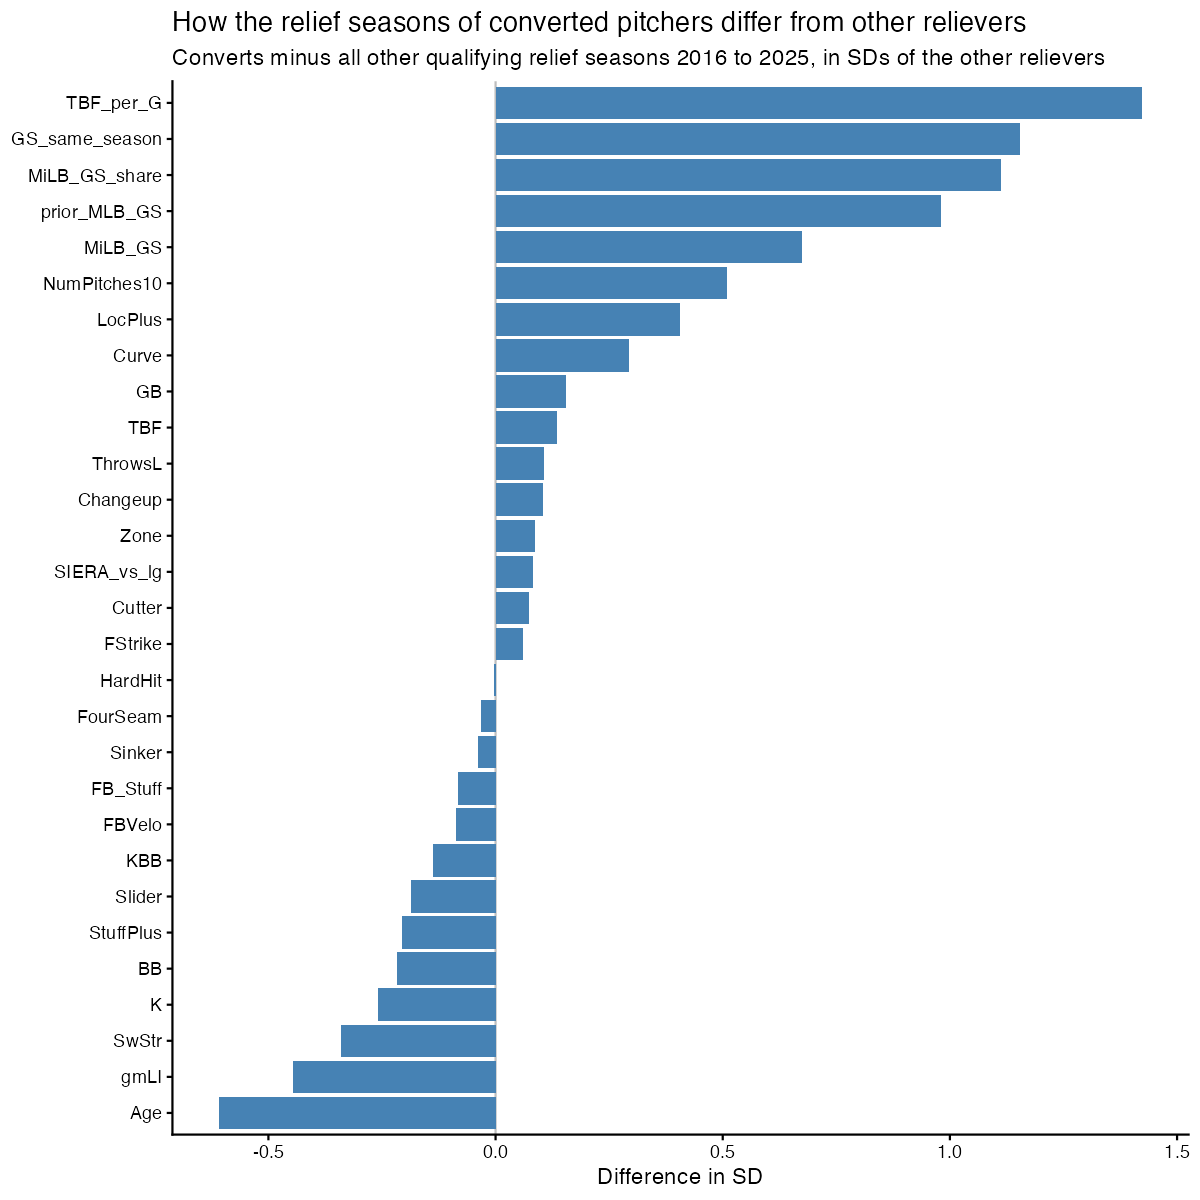 How the relief seasons of converted pitchers differ from other relievers
Converts minus all other qualifying relief seasons 2016 to 2025, in SDs of the other relievers
TBF_per_G
GS_same_season
MiLB_GS_share
prior_MLB_GS
MiLB_GS
NumPitches10
LocPlus
Curve
GB
TBF
ThrowsL
Changeup
Zone
SIERA_vs_lg
Cutter
FStrike
HardHit
FourSeam
Sinker
FB_Stuff
FBVelo
KBB
Slider
StuffPlus
BB
K
SwStr
gmLI
Age
-0.5 0.0 0.5 1.0 1.5
Difference in SD